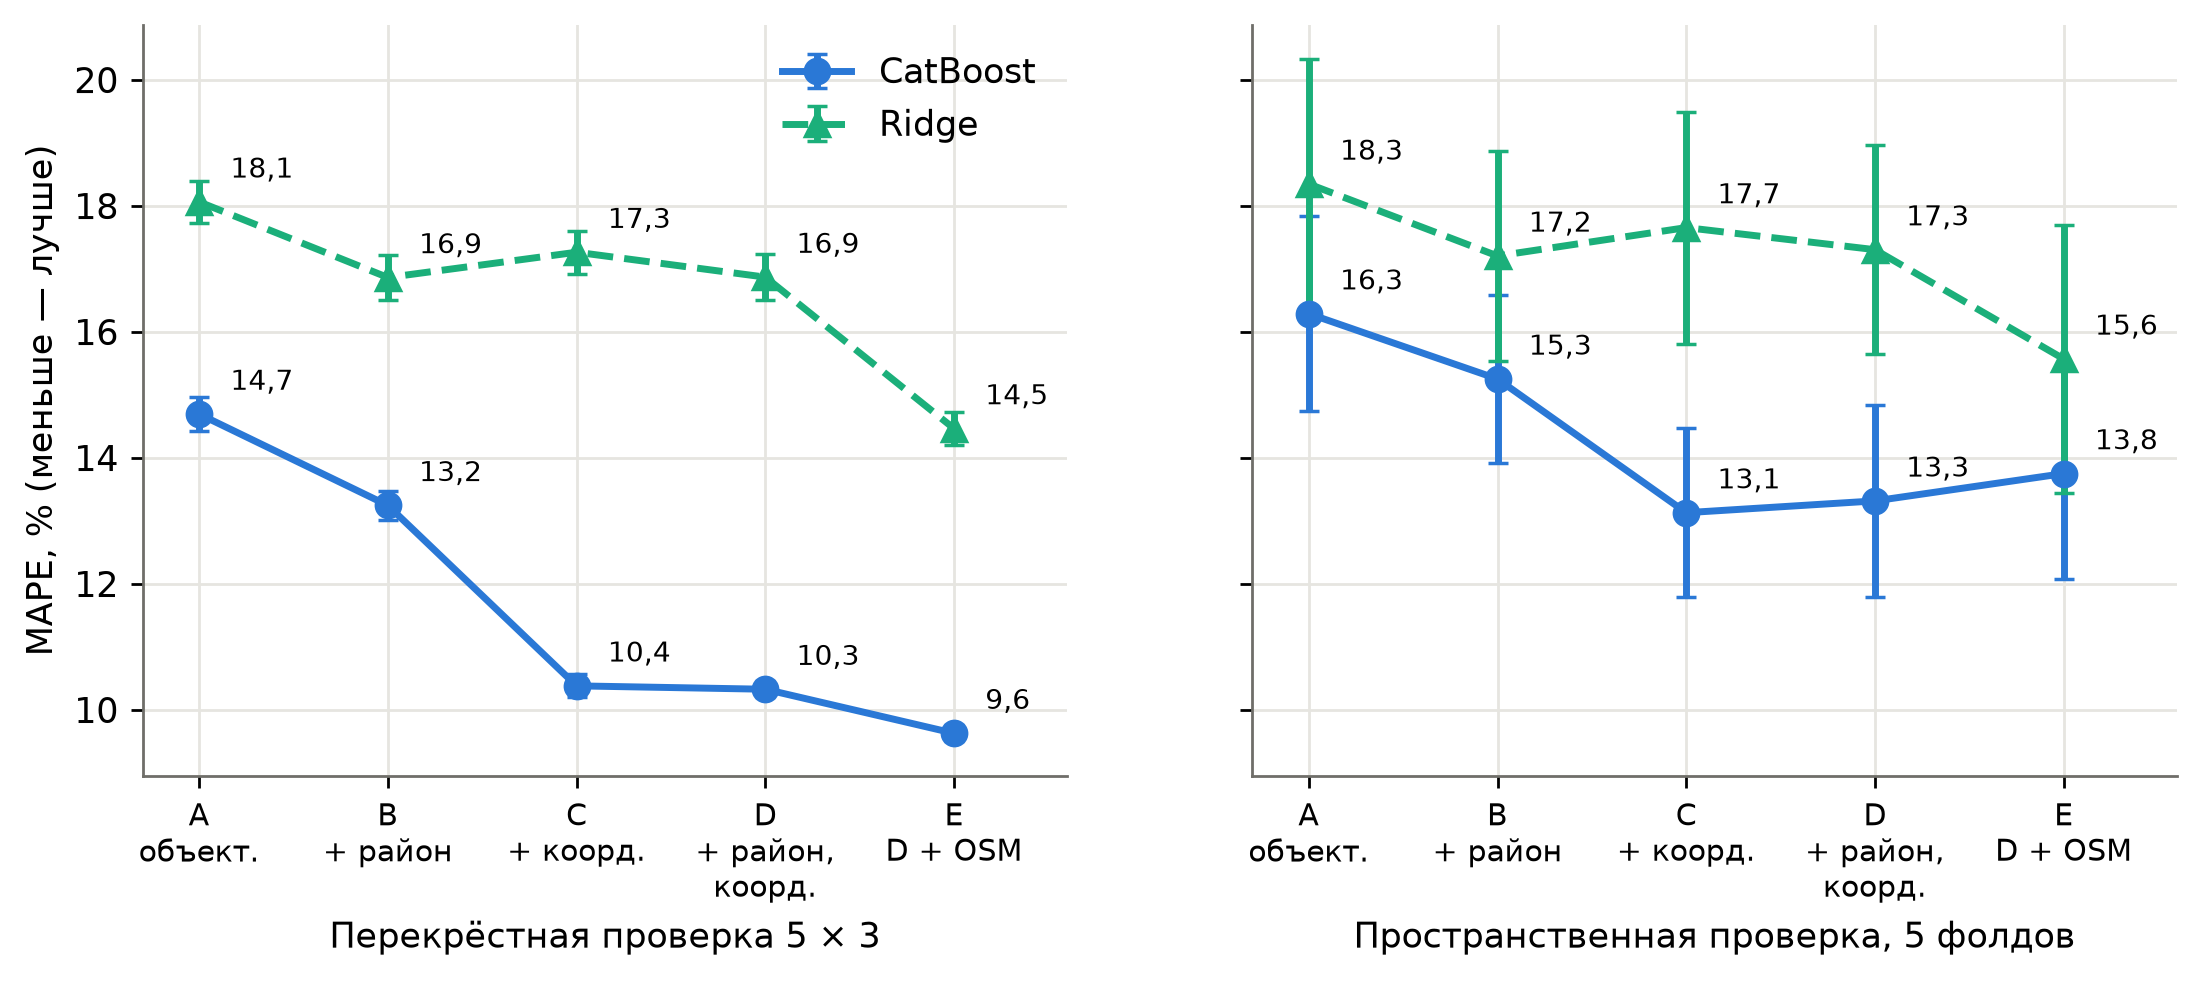 MAPE, % (меньше — лучше)
20
18
16
14
12
10
CatBoost
Ridge
18,1
16,9
17,3
16,9
14,5
14,7
13,2
10,4
10,3
9,6
A
объект.
B
+ район
C
+ коорд.
D
+ район,
коорд.
E
D + OSM
Перекрёстная проверка 5 × 3
18,3
17,2
17,7
17,3
15,6
16,3
15,3
13,1
13,3
13,8
A
объект.
B
+ район
C
+ коорд.
D
+ район,
коорд.
E
D + OSM
Пространственная проверка, 5 фолдов